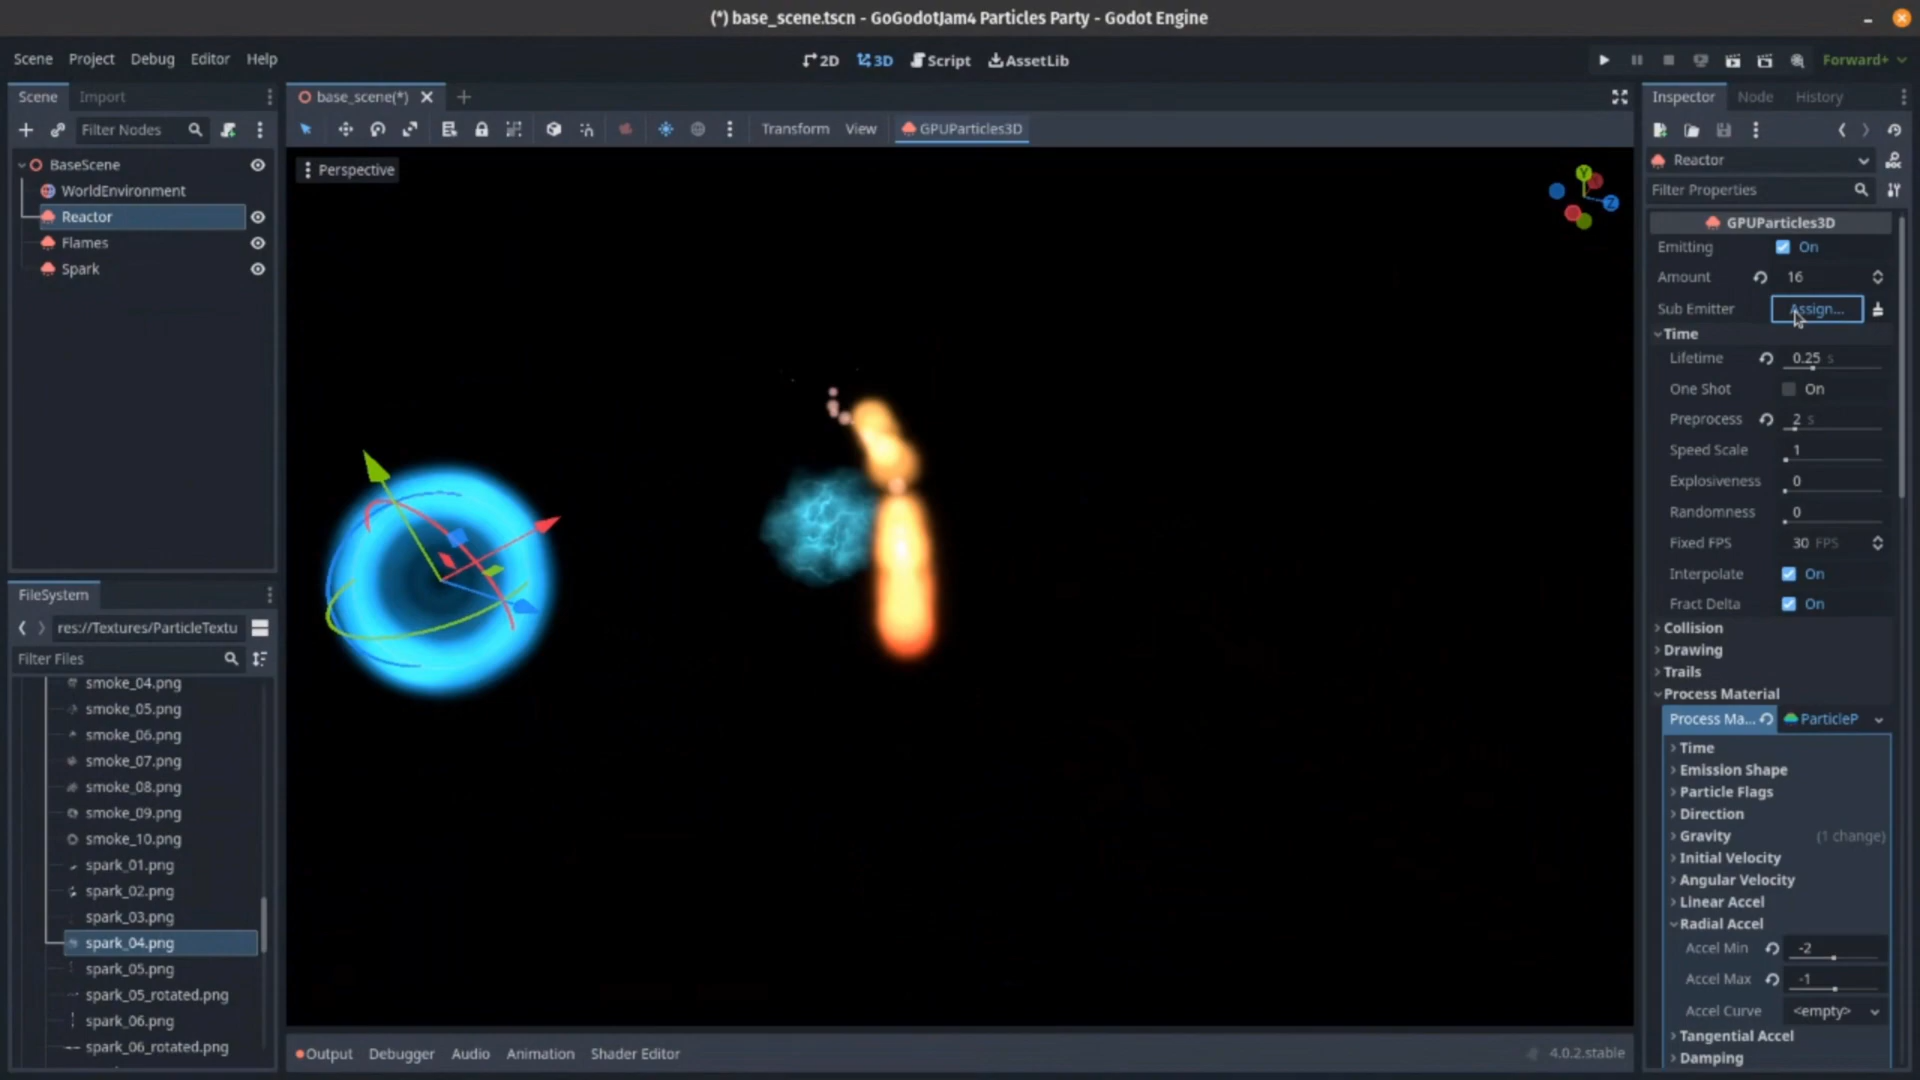 (*) base_scene.tscn - GoGodotJam4 Particles Party - Godot Engine
Scene Project Debug Editor Help
2D 3D Script AssetLib
Forward+
Scene Import
Filter Nodes
BaseScene
WorldEnvironment
Reactor
Flames
Spark
FileSystem
res://Textures/ParticleTextu
Filter Files
smoke_04.png
smoke_05.png
smoke_06.png
smoke_07.png
smoke_08.png
smoke_09.png
smoke_10.png
spark_01.png
spark_02.png
spark_03.png
spark_04.png
spark_05.png
spark_05_rotated.png
spark_06.png
spark_06_rotated.png
base_scene(*)
Transform View GPUParticles3D
Perspective
Y
Z
Output Debugger Audio Animation Shader Editor
4.0.2.stable
Inspector Node History
Reactor
Filter Properties
GPUParticles3D
Emitting On
Amount 16
Sub Emitter Assign...
Time
Lifetime 0.25 s
One Shot On
Preprocess 2 s
Speed Scale 1
Explosiveness 0
Randomness 0
Fixed FPS 30 FPS
Interpolate On
Fract Delta On
Collision
Drawing
Trails
Process Material
Process Ma... ParticleP
Time
Emission Shape
Particle Flags
Direction
Gravity (1 change)
Initial Velocity
Angular Velocity
Linear Accel
Radial Accel
Accel Min -2
Accel Max -1
Accel Curve <empty>
Tangential Accel
Damping